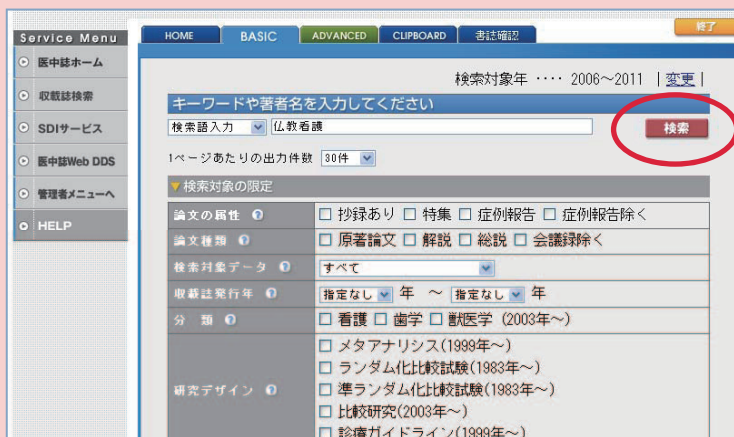 Service Menu
医中誌ホーム
収載誌検索
SDIサービス
医中誌Web DDS
管理者メニューへ
HELP
HOME BASIC ADVANCED CLIPBOARD 書誌確認 終了
検索対象年 ‥‥ 2006～2011 | 変更 |
キーワードや著者名を入力してください
検索語入力 仏教看護 検索
1ページあたりの出力件数 30件
▼検索対象の限定
論文の属性 □ 抄録あり □ 特集 □ 症例報告 □ 症例報告除く
論文種類 □ 原著論文 □ 解説 □ 総説 □ 会議録除く
検索対象データ すべて
収載誌発行年 指定なし 年 ～ 指定なし 年
分 類 □ 看護 □ 歯学 □ 獣医学 (2003年～)
研究デザイン
□ メタアナリシス(1999年～)
□ ランダム化比較試験(1983年～)
□ 準ランダム化比較試験(1983年～)
□ 比較研究(2003年～)
□ 診療ガイドライン(1999年～)